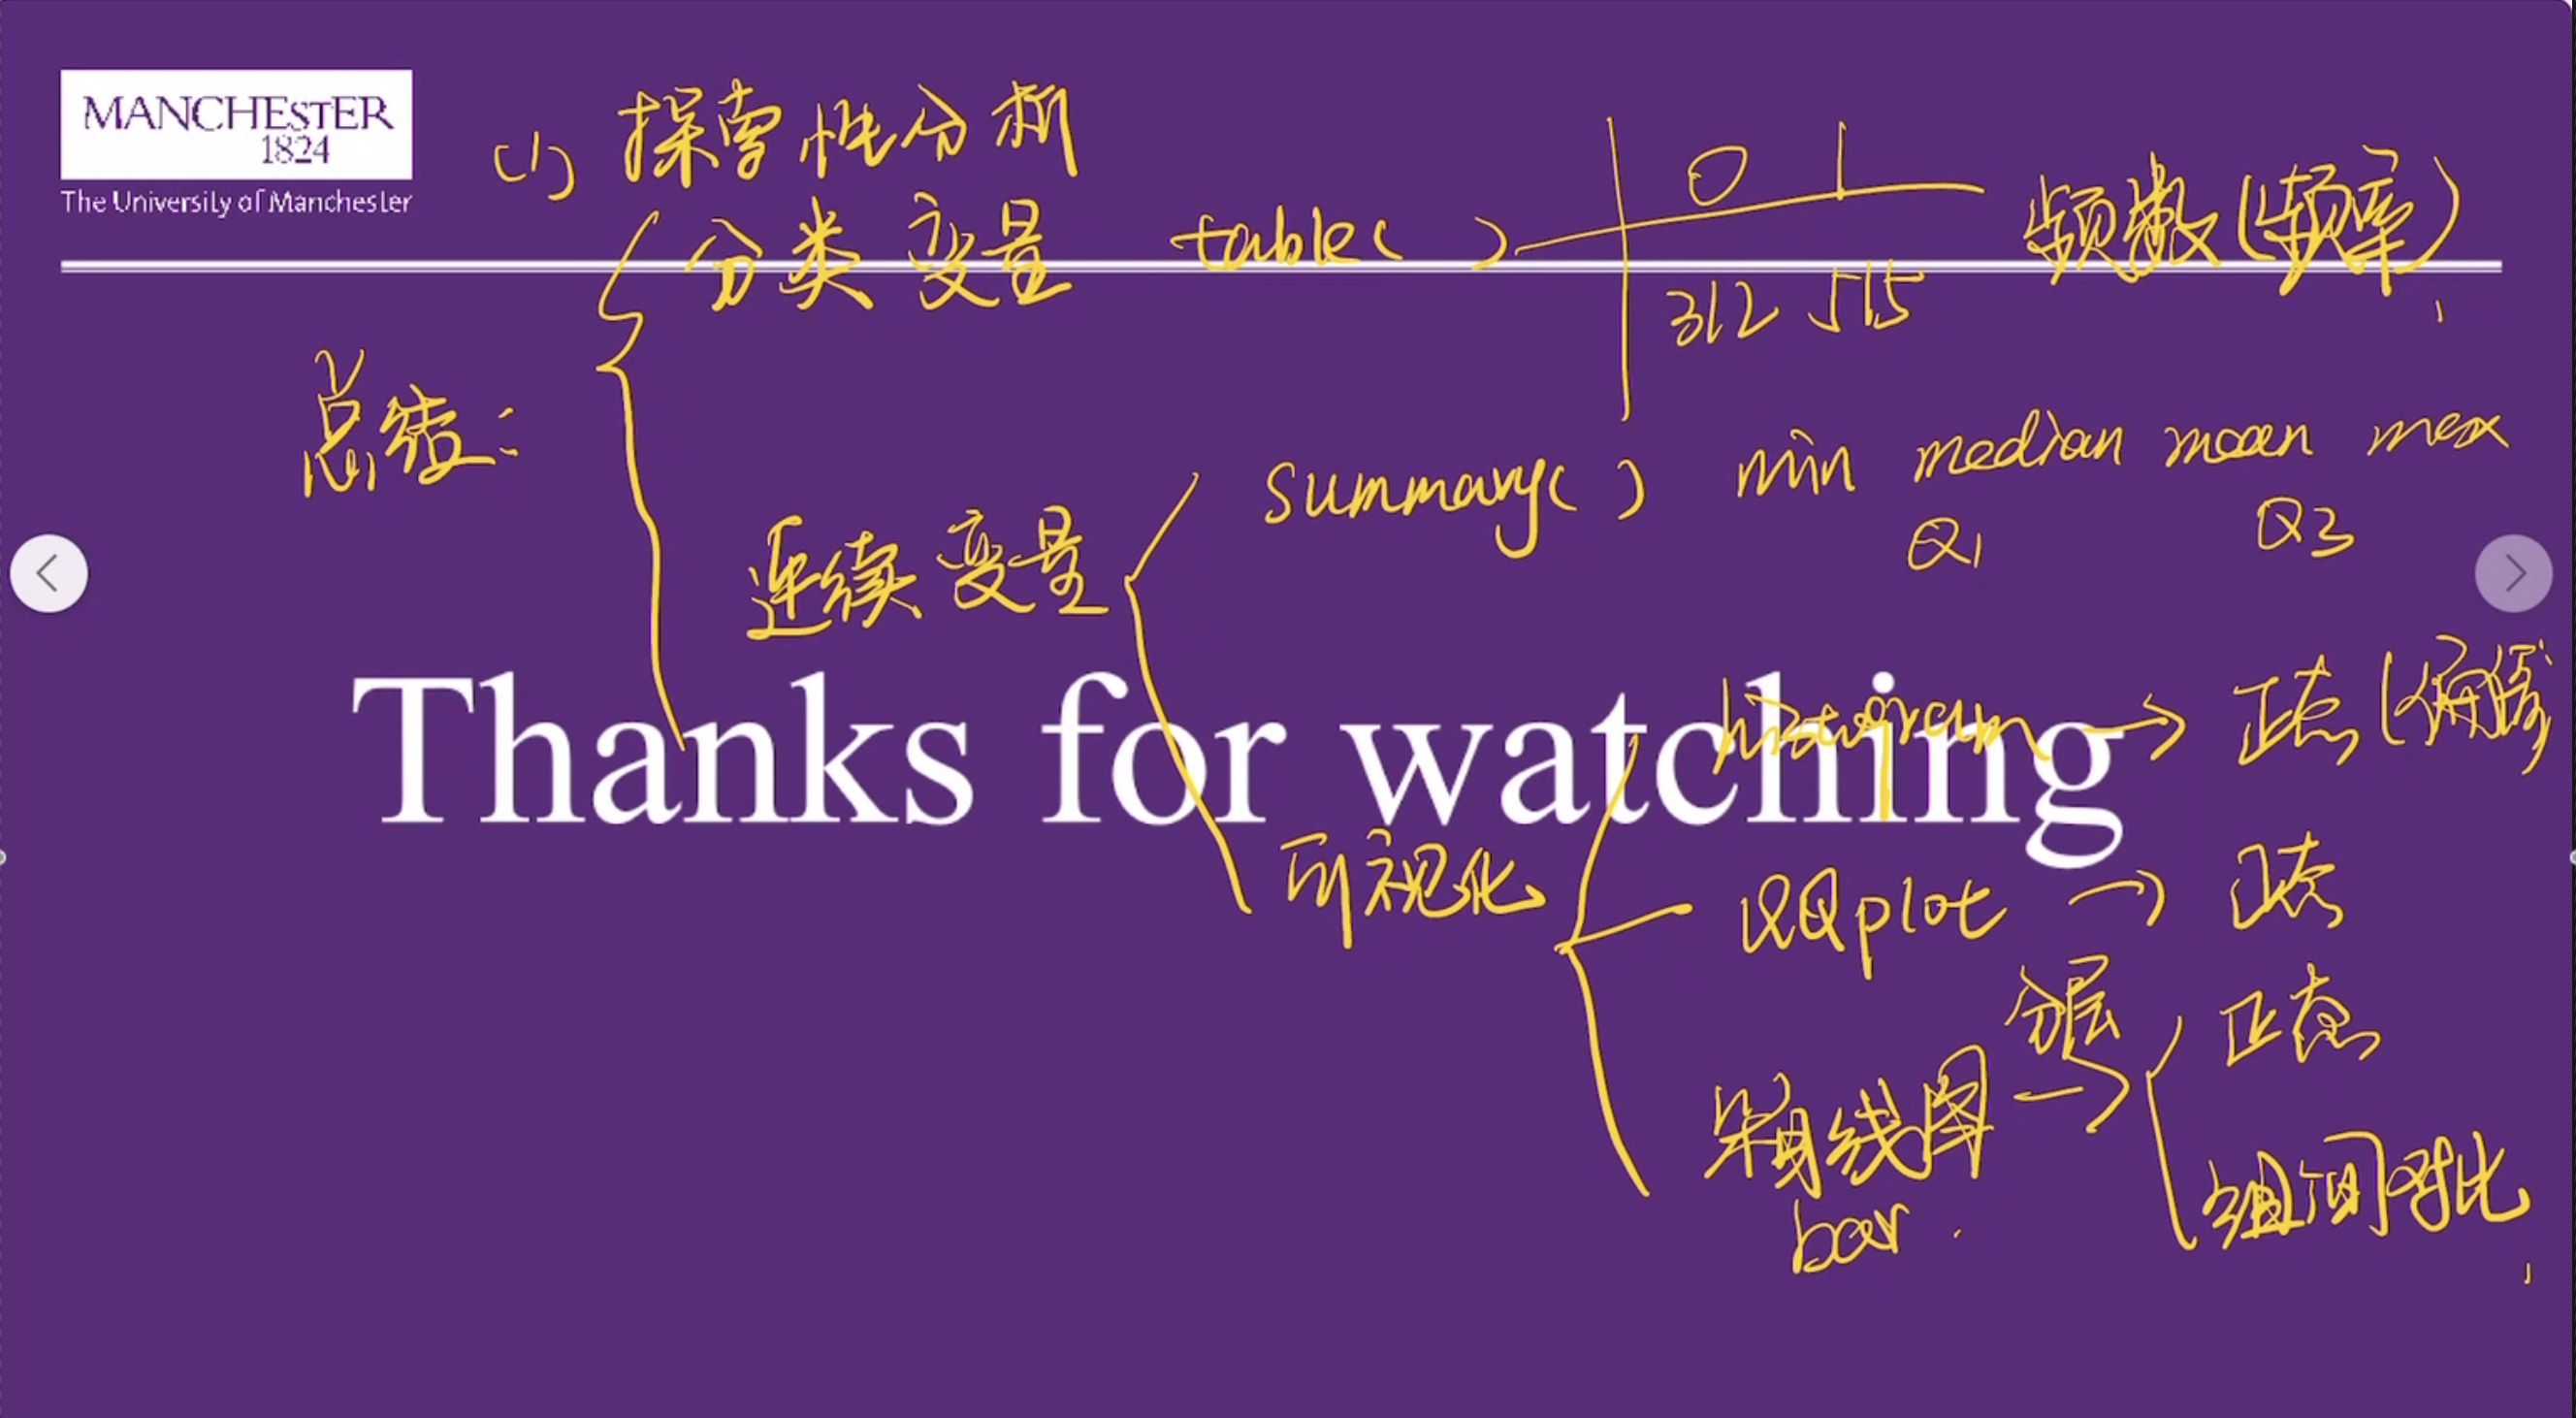 MANCHESTER
1824
The University of Manchester
(1) 探索性分析
总结:
分类变量 table( ) 0 1 频数(频率)
312 515
连续变量 summary( ) min median mean max
Q1 Q3
Thanks for watching
可视化
histogram → 正态(偏
QQplot → 正态
箱线图 分层 → 正态
bar. 组间对比